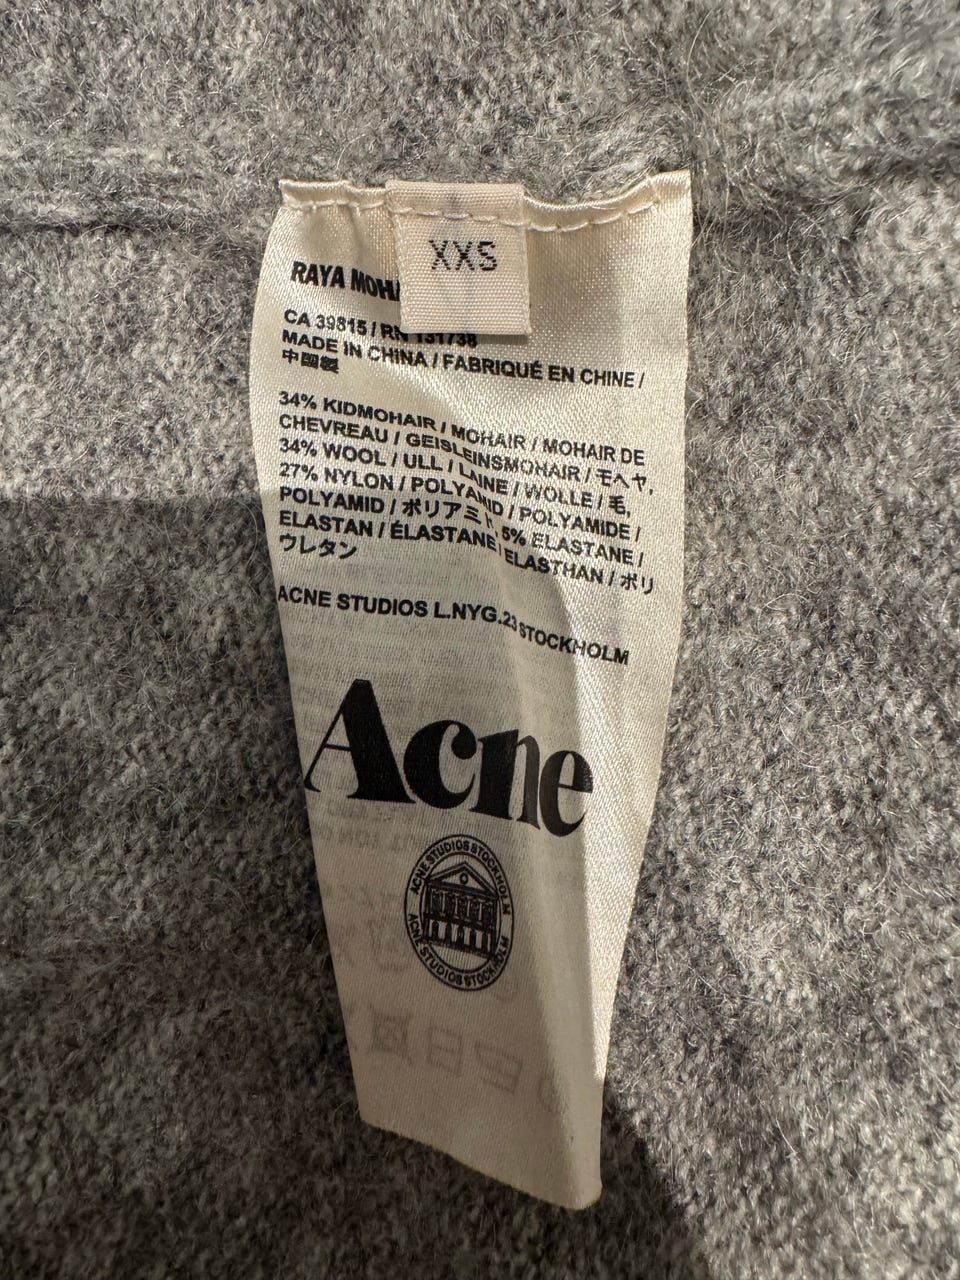 XXS
RAYA MOHA
CA 39815 / RN 131738
MADE IN CHINA / FABRIQUÉ EN CHINE /
中国製
34% KIDMOHAIR / MOHAIR / MOHAIR DE
CHEVREAU / GEISLEINSMOHAIR / モヘヤ,
34% WOOL / ULL / LAINE / WOLLE / 毛,
27% NYLON / POLYAMID / POLYAMIDE /
POLYAMID / ポリアミド, 5% ELASTANE /
ELASTAN / ÉLASTANE / ELASTHAN / ポリ
ウレタン
ACNE STUDIOS L.NYG.23 STOCKHOLM
Acne
ACNE STUDIOS STOCKHOLM
ACNE STUDIOS STOCKHOLM